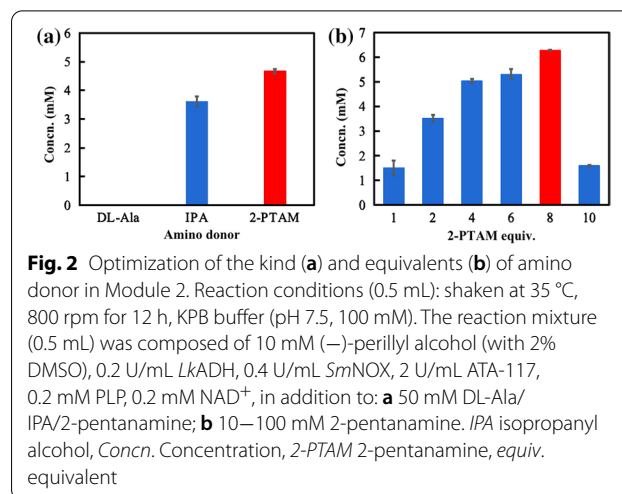 (a)
6
5
4
3
2
1
0
Concn. (mM)
DL-Ala IPA 2-PTAM
Amino donor
(b)
7
6
5
4
3
2
1
0
Concn. (mM)
1 2 4 6 8 10
2-PTAM equiv.
Fig. 2 Optimization of the kind (a) and equivalents (b) of amino
donor in Module 2. Reaction conditions (0.5 mL): shaken at 35 °C,
800 rpm for 12 h, KPB buffer (pH 7.5, 100 mM). The reaction mixture
(0.5 mL) was composed of 10 mM (−)-perillyl alcohol (with 2%
DMSO), 0.2 U/mL LkADH, 0.4 U/mL SmNOX, 2 U/mL ATA-117,
0.2 mM PLP, 0.2 mM NAD⁺, in addition to: a 50 mM DL-Ala/
IPA/2-pentanamine; b 10−100 mM 2-pentanamine. IPA isopropanyl
alcohol, Concn. Concentration, 2-PTAM 2-pentanamine, equiv.
equivalent